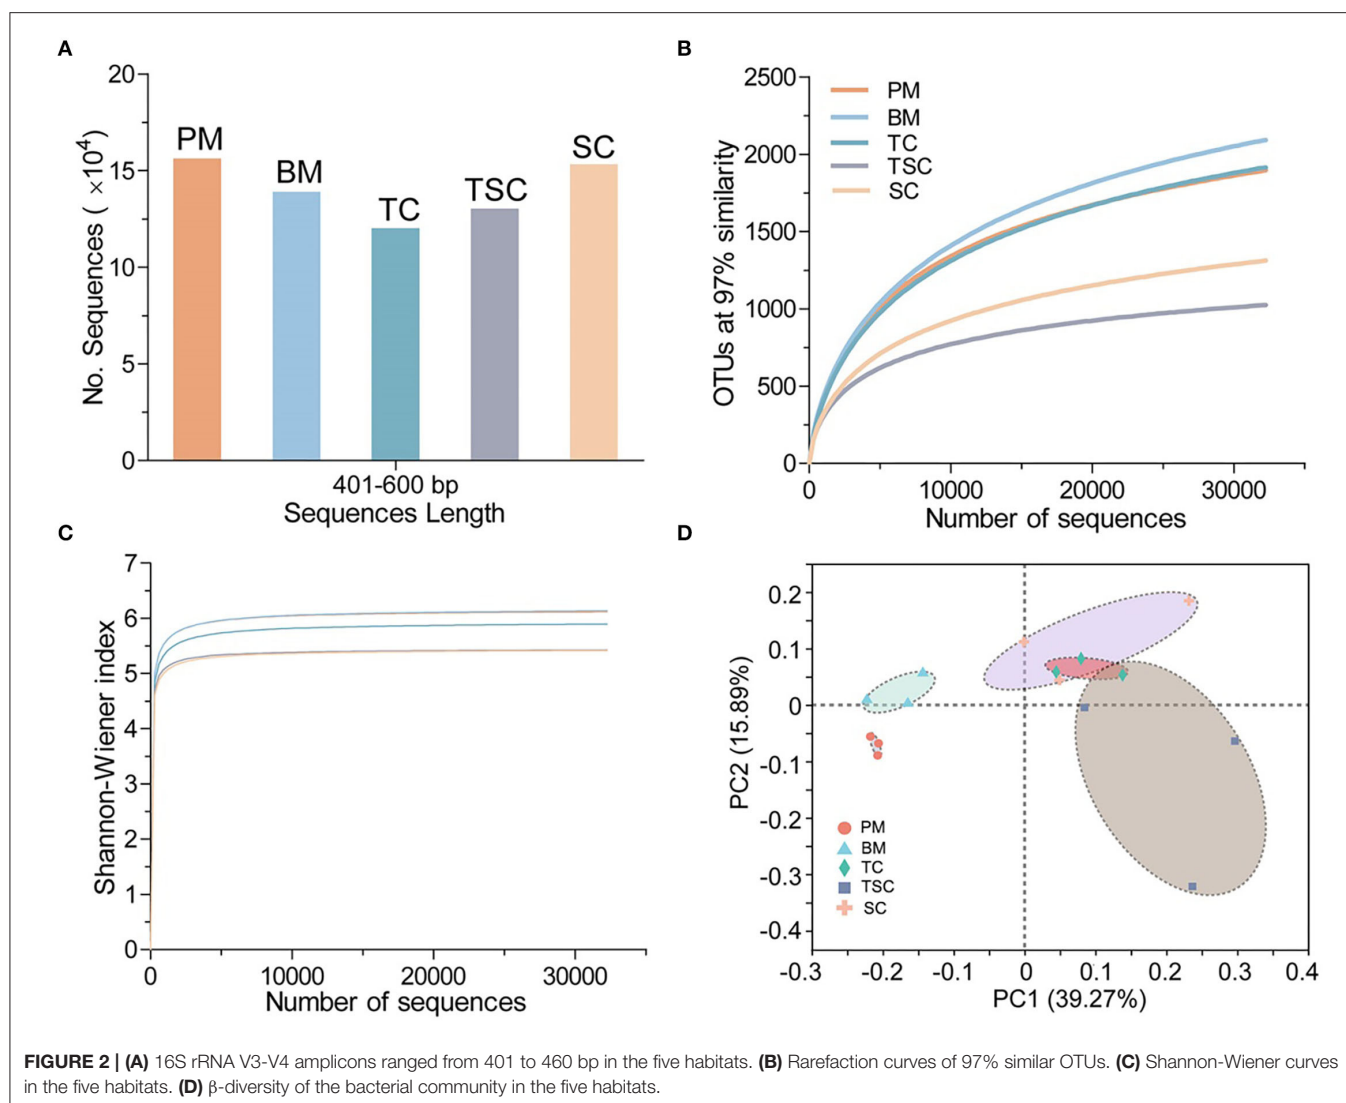 A
20
15
10
5
0
No. Sequences ( ×10⁴)
PM
BM
TC
TSC
SC
401-600 bp
Sequences Length
B
2500
2000
1500
1000
500
0
OTUs at 97% similarity
PM
BM
TC
TSC
SC
0 10000 20000 30000
Number of sequences
C
7
6
5
4
3
2
1
0
Shannon-Wiener index
0 10000 20000 30000
Number of sequences
D
0.2
0.1
0
-0.1
-0.2
-0.3
-0.4
PC2 (15.89%)
PM
BM
TC
TSC
SC
-0.3 -0.2 -0.1 0 0.1 0.2 0.3 0.4
PC1 (39.27%)
FIGURE 2 | (A) 16S rRNA V3-V4 amplicons ranged from 401 to 460 bp in the five habitats. (B) Rarefaction curves of 97% similar OTUs. (C) Shannon-Wiener curves
in the five habitats. (D) β-diversity of the bacterial community in the five habitats.